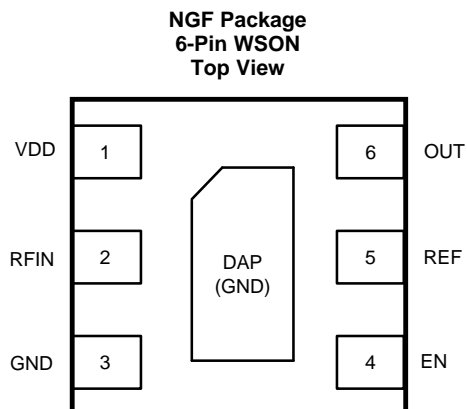 NGF Package
6-Pin WSON
Top View
VDD 1 6 OUT
RFIN 2 DAP (GND) 5 REF
GND 3 4 EN